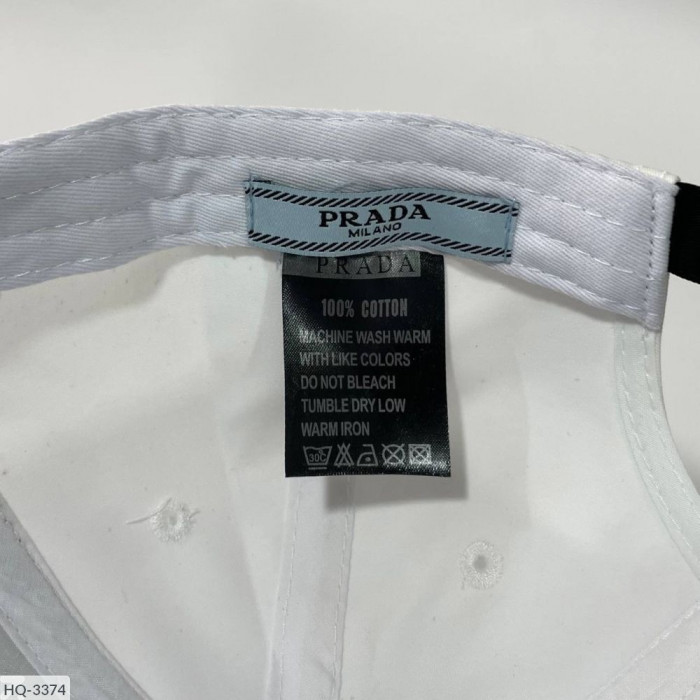 PRADA
MILANO
PRADA
100% COTTON
MACHINE WASH WARM
WITH LIKE COLORS
DO NOT BLEACH
TUMBLE DRY LOW
WARM IRON
30C
HQ-3374